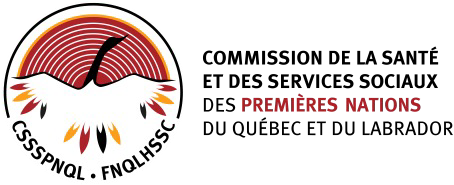 CSSSPNQL • FNQLHSSC
COMMISSION DE LA SANTÉ
ET DES SERVICES SOCIAUX
DES PREMIÈRES NATIONS
DU QUÉBEC ET DU LABRADOR